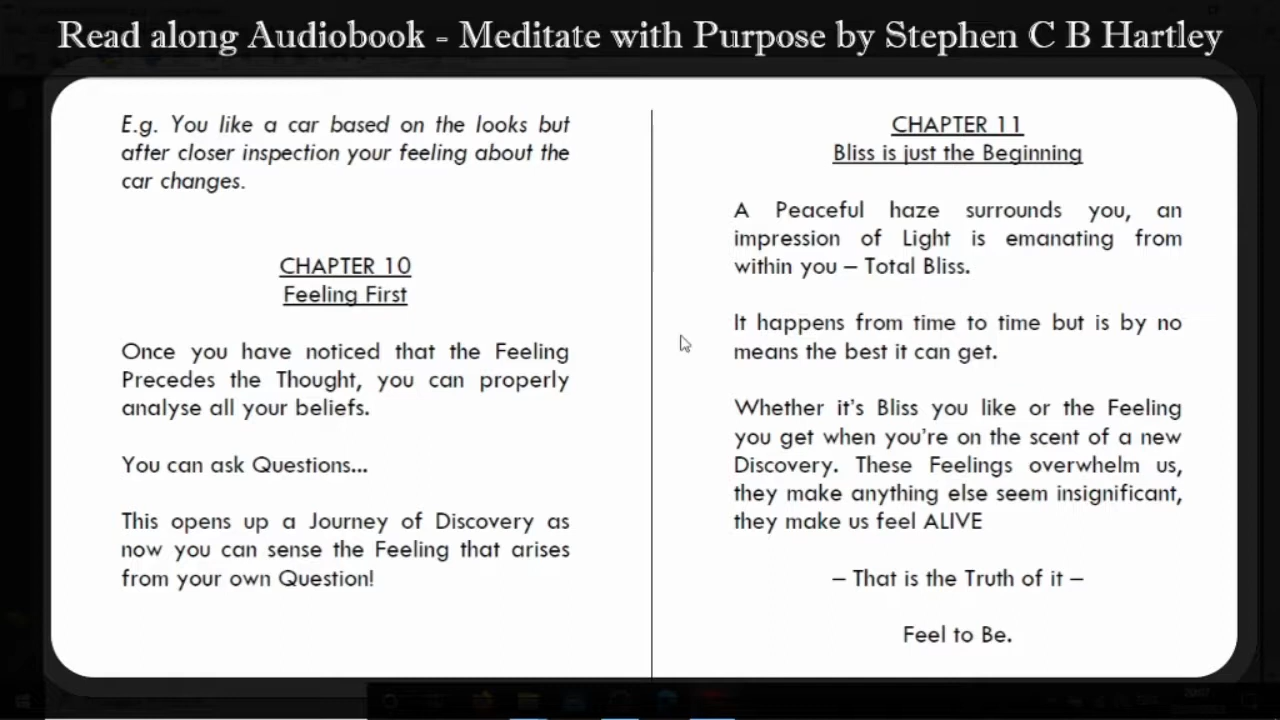 Read along Audiobook - Meditate with Purpose by Stephen C B Hartley
E.g. You like a car based on the looks but
after closer inspection your feeling about the
car changes.
CHAPTER 10
Feeling First
Once you have noticed that the Feeling
Precedes the Thought, you can properly
analyse all your beliefs.
You can ask Questions...
This opens up a Journey of Discovery as
now you can sense the Feeling that arises
from your own Question!
CHAPTER 11
Bliss is just the Beginning
A Peaceful haze surrounds you, an
impression of Light is emanating from
within you – Total Bliss.
It happens from time to time but is by no
means the best it can get.
Whether it's Bliss you like or the Feeling
you get when you're on the scent of a new
Discovery. These Feelings overwhelm us,
they make anything else seem insignificant,
they make us feel ALIVE
– That is the Truth of it –
Feel to Be.